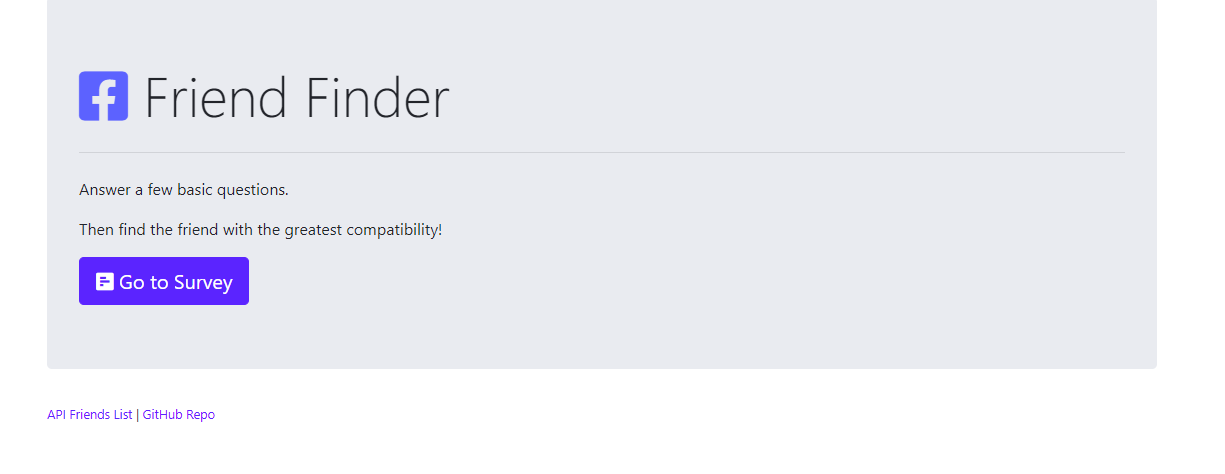 Friend Finder
Answer a few basic questions.
Then find the friend with the greatest compatibility!
Go to Survey
API Friends List | GitHub Repo